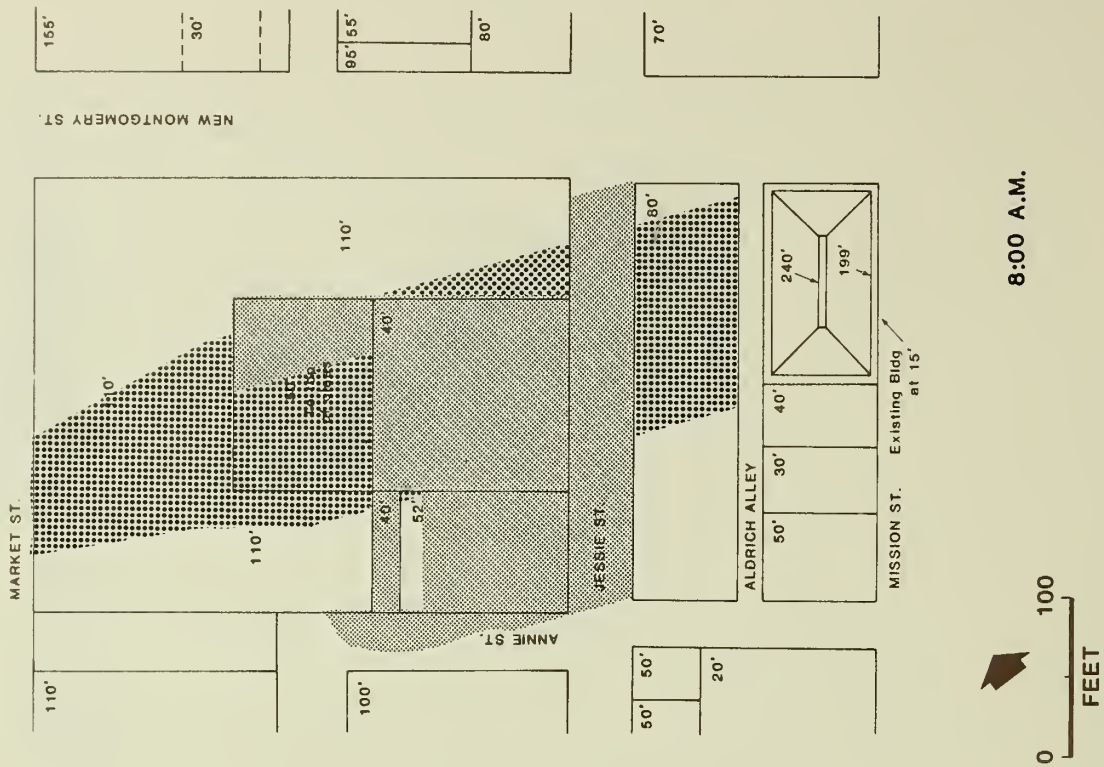 155'
30'
95'
55'
80'
70'
NEW MONTGOMERY ST.
MARKET ST.
10'
110'
110'
40'
40'
52'
JESSIE ST.
80'
ANNIE ST.
ALDRICH ALLEY
240'
199'
40'
30'
50'
Existing Bldg
at 15'
MISSION ST.
110'
100'
50'
50'
20'
8:00 A.M.
0
100
FEET